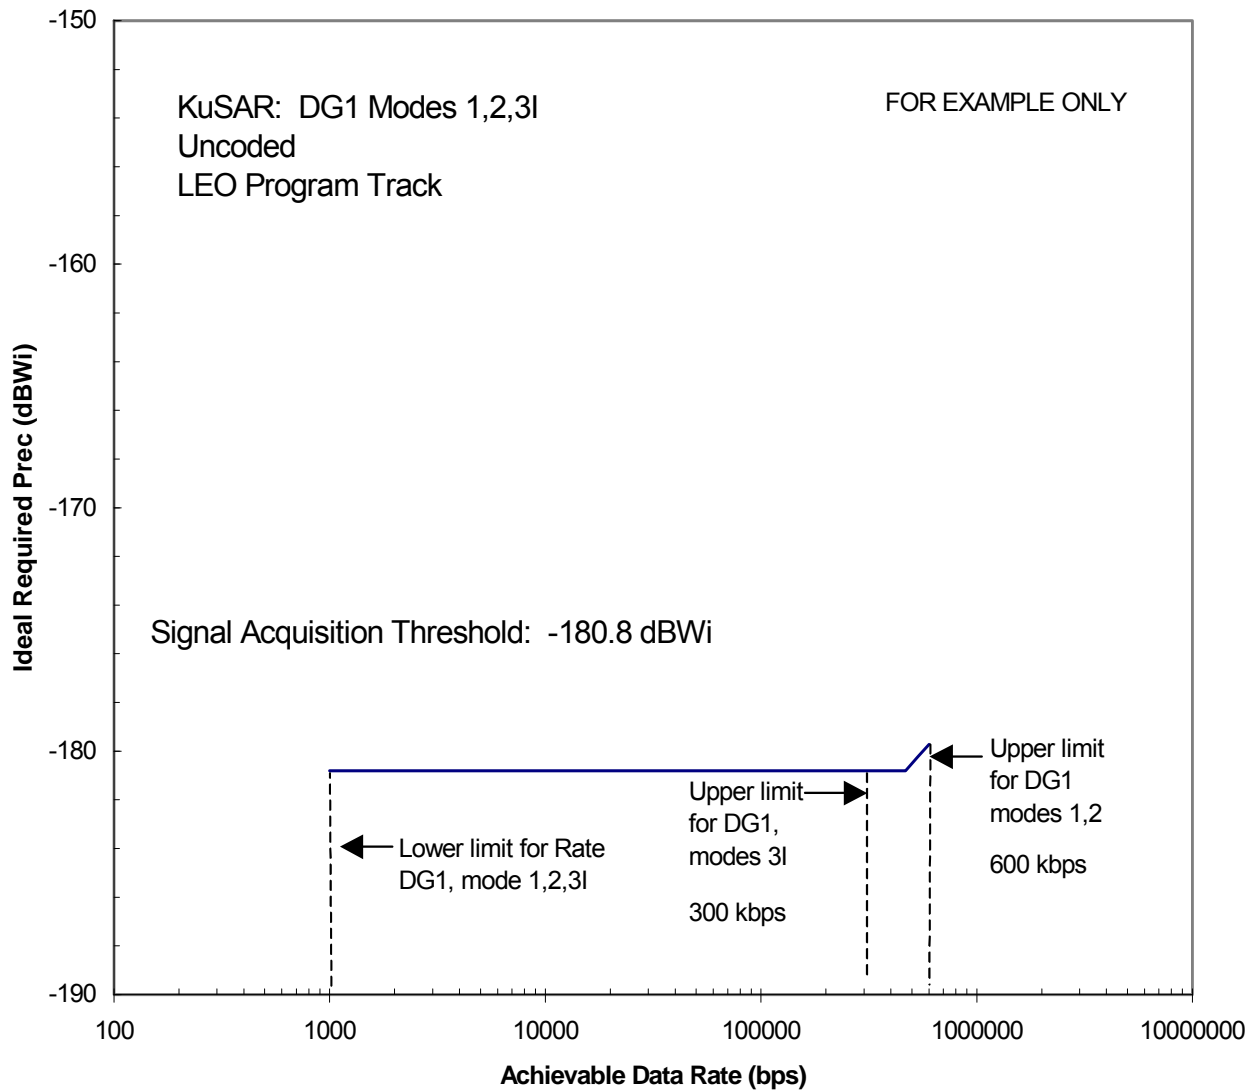 -150
KuSAR: DG1 Modes 1,2,3I
Uncoded
LEO Program Track
FOR EXAMPLE ONLY
-160
Ideal Required Prec (dBWi)
-170
Signal Acquisition Threshold: -180.8 dBWi
-180
Upper limit
for DG1
modes 1,2
600 kbps
Upper limit
for DG1,
modes 3I
300 kbps
Lower limit for Rate
DG1, mode 1,2,3I
-190
100 1000 10000 100000 1000000 10000000
Achievable Data Rate (bps)